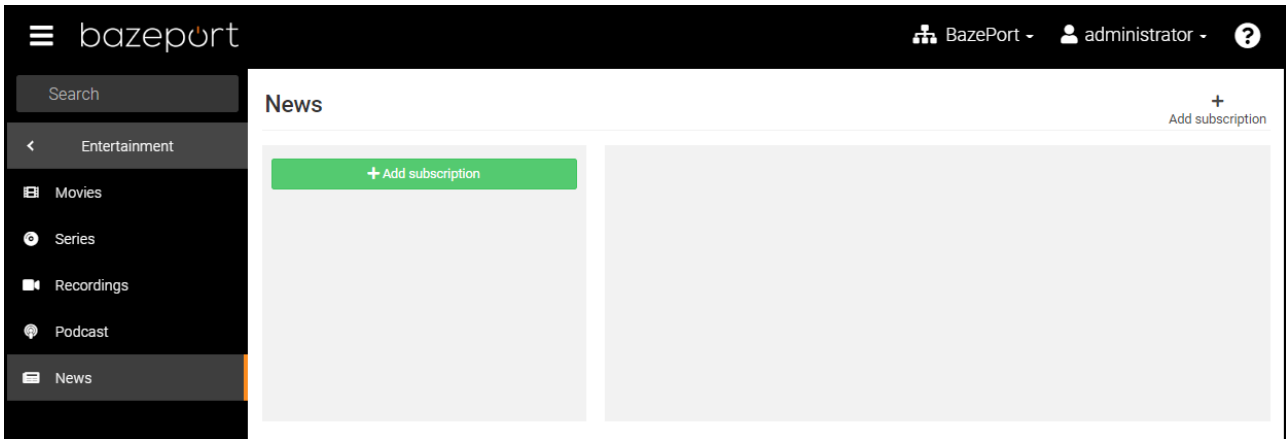 bazeport
BazePort
administrator
?
Search
News
+
Add subscription
Entertainment
+ Add subscription
Movies
Series
Recordings
Podcast
News